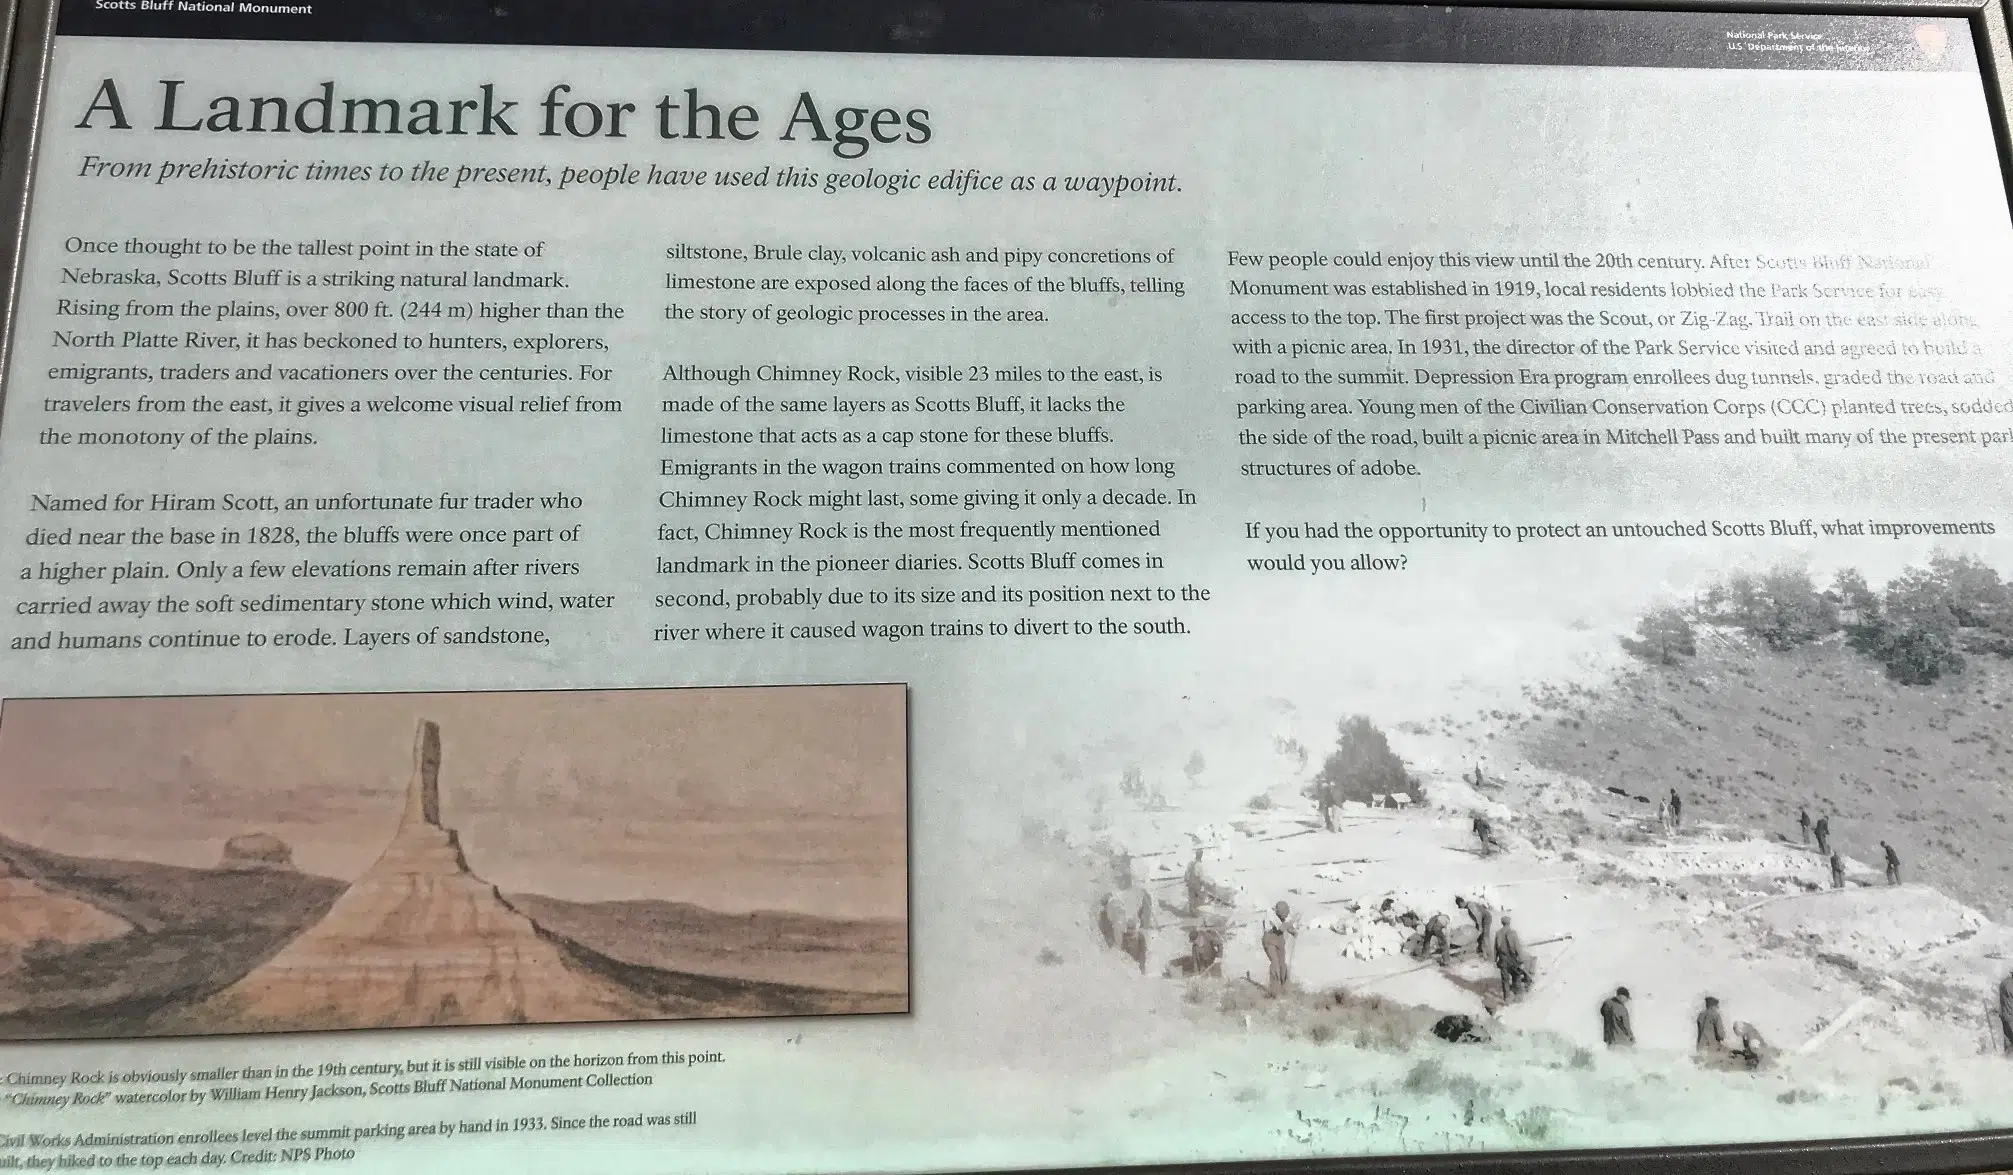 Scotts Bluff National Monument
National Park Service
U.S. Department of the Interior
A Landmark for the Ages
From prehistoric times to the present, people have used this geologic edifice as a waypoint.
Once thought to be the tallest point in the state of
Nebraska, Scotts Bluff is a striking natural landmark.
Rising from the plains, over 800 ft. (244 m) higher than the
North Platte River, it has beckoned to hunters, explorers,
emigrants, traders and vacationers over the centuries. For
travelers from the east, it gives a welcome visual relief from
the monotony of the plains.
Named for Hiram Scott, an unfortunate fur trader who
died near the base in 1828, the bluffs were once part of
a higher plain. Only a few elevations remain after rivers
carried away the soft sedimentary stone which wind, water
and humans continue to erode. Layers of sandstone,
siltstone, Brule clay, volcanic ash and pipy concretions of
limestone are exposed along the faces of the bluffs, telling
the story of geologic processes in the area.
Although Chimney Rock, visible 23 miles to the east, is
made of the same layers as Scotts Bluff, it lacks the
limestone that acts as a cap stone for these bluffs.
Emigrants in the wagon trains commented on how long
Chimney Rock might last, some giving it only a decade. In
fact, Chimney Rock is the most frequently mentioned
landmark in the pioneer diaries. Scotts Bluff comes in
second, probably due to its size and its position next to the
river where it caused wagon trains to divert to the south.
Few people could enjoy this view until the 20th century. After Scotts Bluff National
Monument was established in 1919, local residents lobbied the Park Service for easy
access to the top. The first project was the Scout, or Zig-Zag, Trail on the east side along
with a picnic area. In 1931, the director of the Park Service visited and agreed to build a
road to the summit. Depression Era program enrollees dug tunnels, graded the road and
parking area. Young men of the Civilian Conservation Corps (CCC) planted trees, sodded
the side of the road, built a picnic area in Mitchell Pass and built many of the present park
structures of adobe.
If you had the opportunity to protect an untouched Scotts Bluff, what improvements
would you allow?
Chimney Rock is obviously smaller than in the 19th century, but it is still visible on the horizon from this point.
"Chimney Rock" watercolor by William Henry Jackson, Scotts Bluff National Monument Collection
Civil Works Administration enrollees level the summit parking area by hand in 1933. Since the road was still
they hiked to the top each day. Credit: NPS Photo